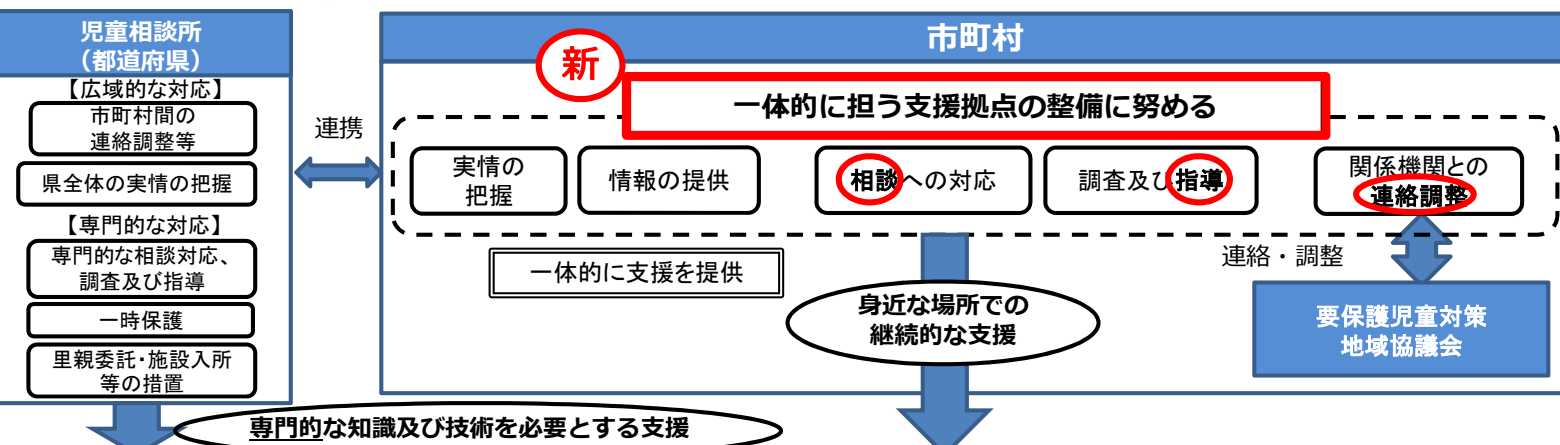 児童相談所
（都道府県）
【広域的な対応】
市町村間の
連絡調整等
県全体の実情の把握
【専門的な対応】
専門的な相談対応、
調査及び指導
一時保護
里親委託・施設入所
等の措置
連携
市町村
新
一体的に担う支援拠点の整備に努める
実情の
把握
情報の提供
相談への対応
調査及び指導
関係機関との
連絡調整
一体的に支援を提供
連絡・調整
身近な場所での
継続的な支援
要保護児童対策
地域協議会
専門的な知識及び技術を必要とする支援